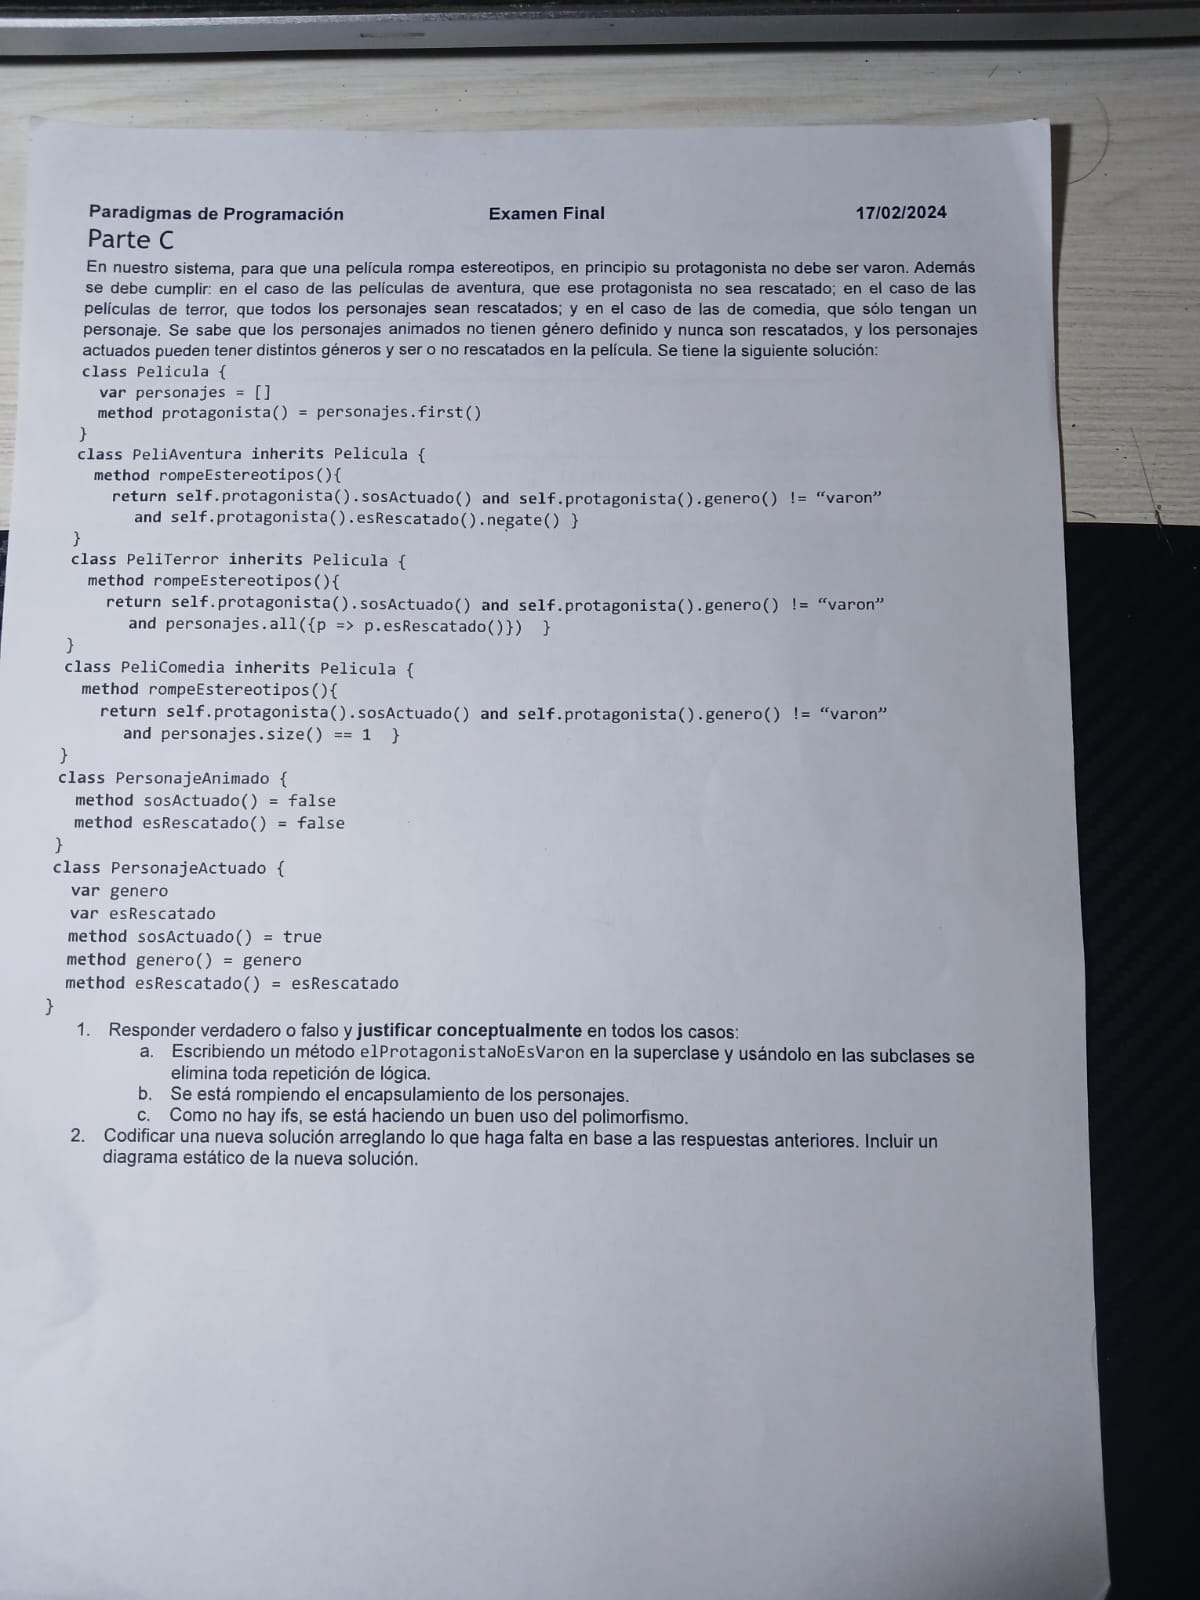 Paradigmas de Programación Examen Final 17/02/2024
Parte C
En nuestro sistema, para que una película rompa estereotipos, en principio su protagonista no debe ser varon. Además
se debe cumplir: en el caso de las películas de aventura, que ese protagonista no sea rescatado; en el caso de las
películas de terror, que todos los personajes sean rescatados; y en el caso de las de comedia, que sólo tengan un
personaje. Se sabe que los personajes animados no tienen género definido y nunca son rescatados, y los personajes
actuados pueden tener distintos géneros y ser o no rescatados en la película. Se tiene la siguiente solución:
class Pelicula {
var personajes = []
method protagonista() = personajes.first()
}
class PeliAventura inherits Pelicula {
method rompeEstereotipos(){
return self.protagonista().sosActuado() and self.protagonista().genero() != “varon”
and self.protagonista().esRescatado().negate() }
}
class PeliTerror inherits Pelicula {
method rompeEstereotipos(){
return self.protagonista().sosActuado() and self.protagonista().genero() != “varon”
and personajes.all({p => p.esRescatado()}) }
}
class PeliComedia inherits Pelicula {
method rompeEstereotipos(){
return self.protagonista().sosActuado() and self.protagonista().genero() != “varon”
and personajes.size() == 1 }
}
class PersonajeAnimado {
method sosActuado() = false
method esRescatado() = false
}
class PersonajeActuado {
var genero
var esRescatado
method sosActuado() = true
method genero() = genero
method esRescatado() = esRescatado
}
1. Responder verdadero o falso y justificar conceptualmente en todos los casos:
a. Escribiendo un método elProtagonistaNoEsVaron en la superclase y usándolo en las subclases se
elimina toda repetición de lógica.
b. Se está rompiendo el encapsulamiento de los personajes.
c. Como no hay ifs, se está haciendo un buen uso del polimorfismo.
2. Codificar una nueva solución arreglando lo que haga falta en base a las respuestas anteriores. Incluir un
diagrama estático de la nueva solución.